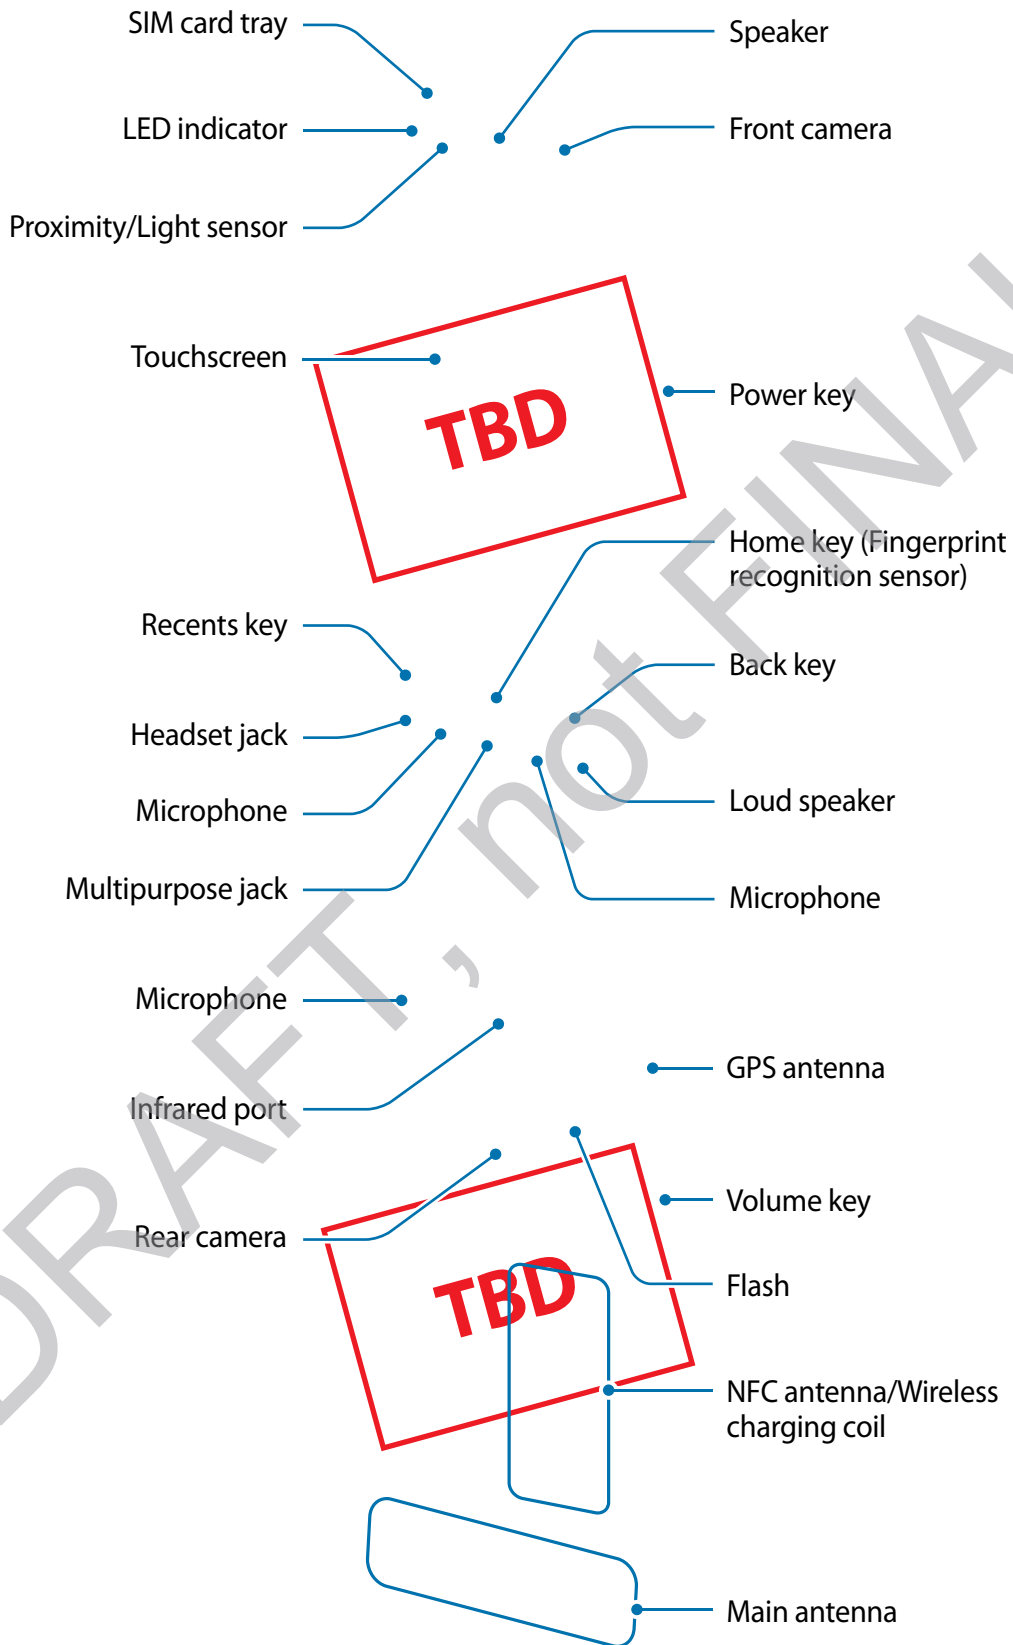 SIM card tray
Speaker
LED indicator
Front camera
Proximity/Light sensor
Touchscreen
Power key
TBD
Home key (Fingerprint
recognition sensor)
Recents key
Back key
Headset jack
Loud speaker
Microphone
Multipurpose jack
Microphone
Microphone
GPS antenna
Infrared port
Volume key
Rear camera
Flash
TBD
NFC antenna/Wireless
charging coil
Main antenna
DRAFT, not FINAL